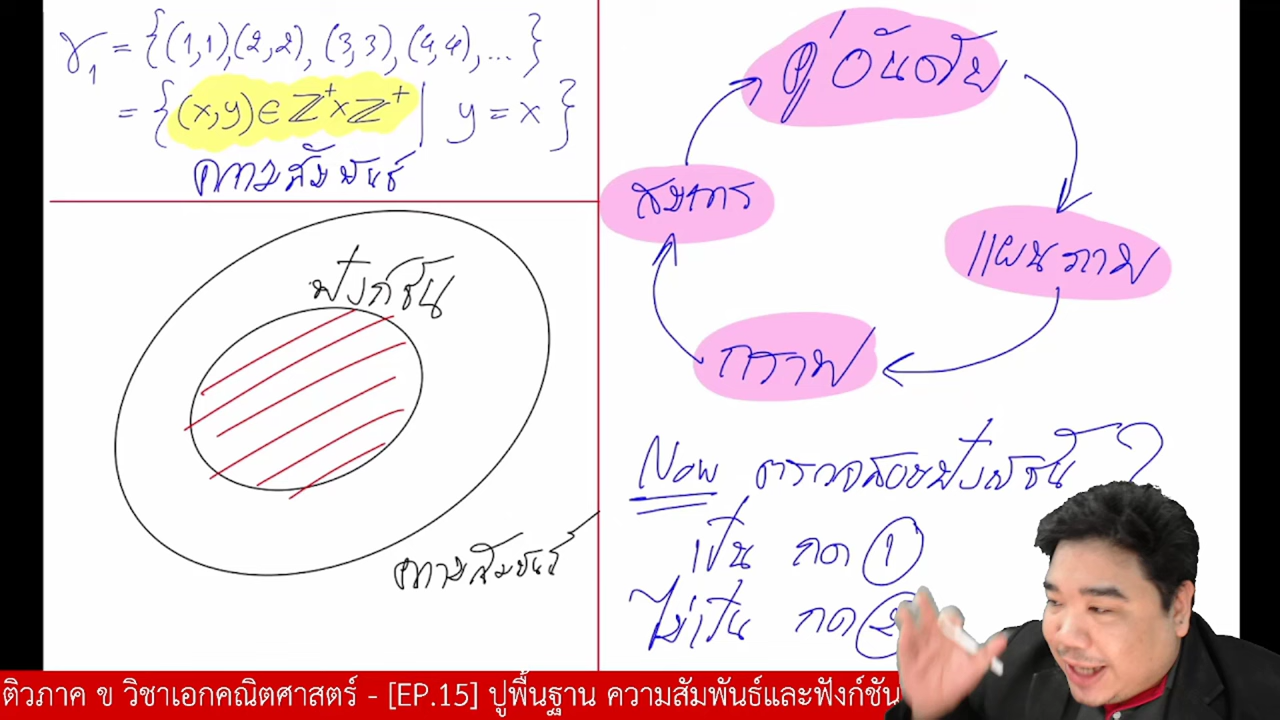 r₁ = {(1,1),(2,2),(3,3),(4,4),...}
= {(x,y)∈ℤ⁺×ℤ⁺| y = x}
ความสัมพันธ์
ฟังก์ชัน
ความสัมพันธ์
คู่อันดับ
สมการ
แผนภาพ
กราฟ
Now ตรวจสอบฟังก์ชัน ?
เป็น กด 1
ไม่เป็น กด 2
ติวภาค ข วิชาเอกคณิตศาสตร์ - [EP.15] ปูพื้นฐาน ความสัมพันธ์และฟังก์ชัน